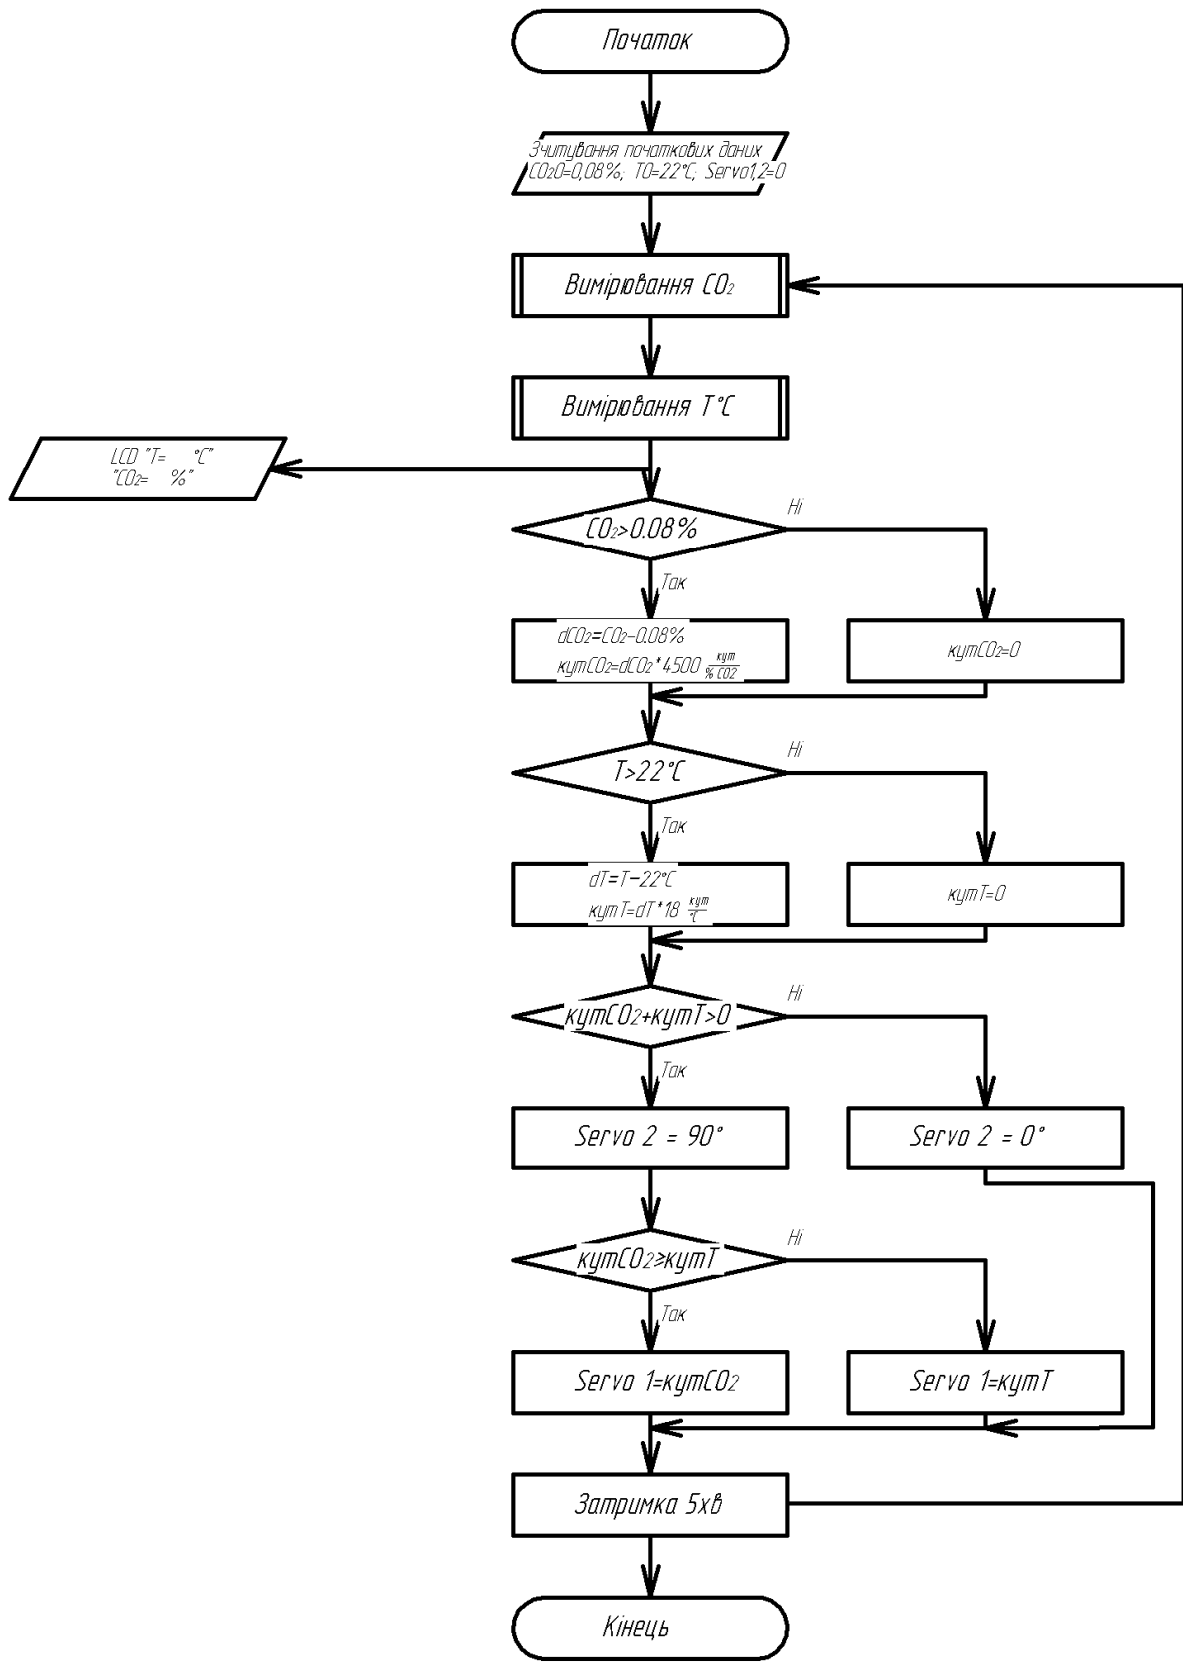 Початок
Зчитування початкових даних
CO₂0=0,08%; T0=22°C; Servo1,2=0
Вимірювання CO₂
Вимірювання T°C
LCD "T= °C"
"CO₂= %"
CO₂>0.08%
Ні
Так
dCO₂=CO₂-0.08%
кутCO₂=dCO₂*4500 кут/% CO2
кутCO₂=0
T>22°C
Ні
Так
dT=T-22°C
кутT=dT*18 кут/°C
кутT=0
кутCO₂+кутT>0
Ні
Так
Servo 2 = 90°
Servo 2 = 0°
кутCO₂≥кутT
Ні
Так
Servo 1=кутCO₂
Servo 1=кутT
Затримка 5хв
Кінець